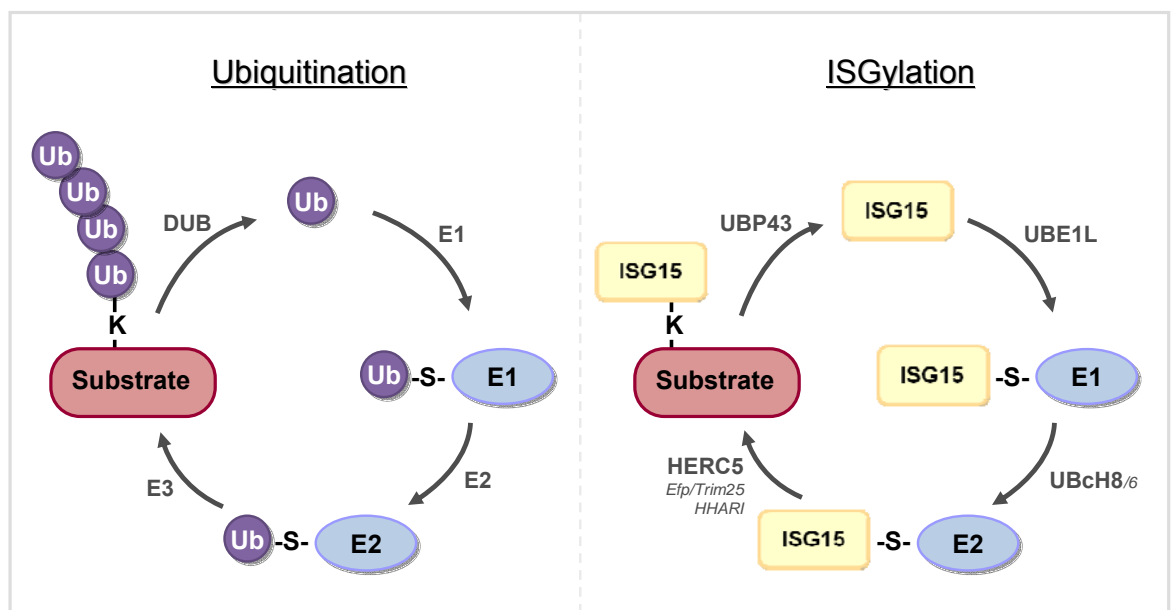 Ubiquitination
Ub
Ub
Ub
Ub
K
Substrate
DUB
Ub
E1
Ub -S- E1
E2
E3
Ub -S- E2
ISGylation
ISG15
K
Substrate
UBP43
ISG15
UBE1L
ISG15 -S- E1
UBcH8/6
HERC5
Efp/Trim25
HHARI
ISG15 -S- E2